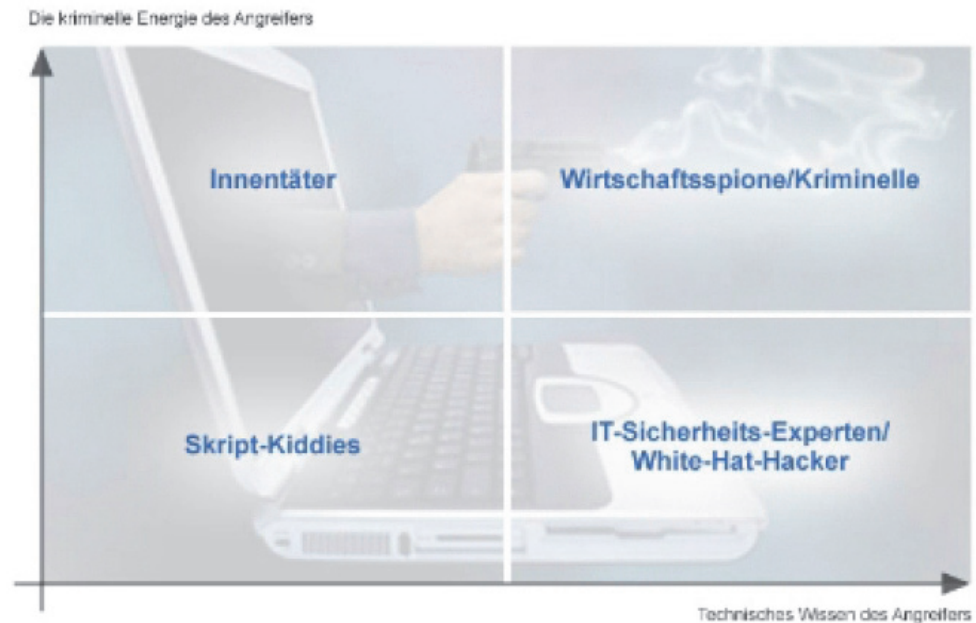 Die kriminelle Energie des Angreifers
Innentäter
Wirtschaftsspione/Kriminelle
Skript-Kiddies
IT-Sicherheits-Experten/
White-Hat-Hacker
Technisches Wissen des Angreifers